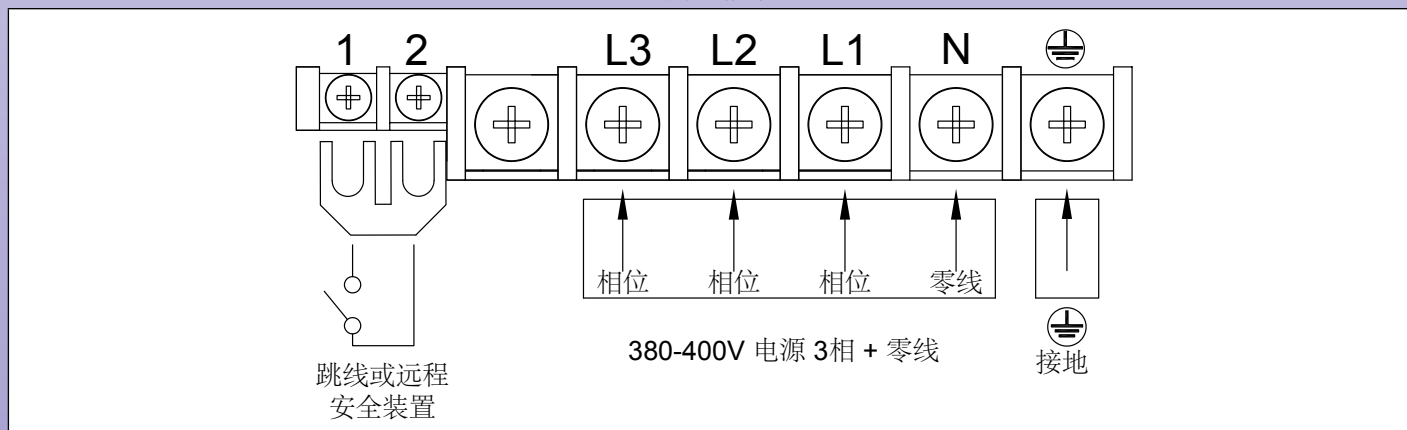 1 2 L3 L2 L1 N
相位 相位 相位 零线
380-400V 电源 3相 + 零线
接地
跳线或远程
安全装置